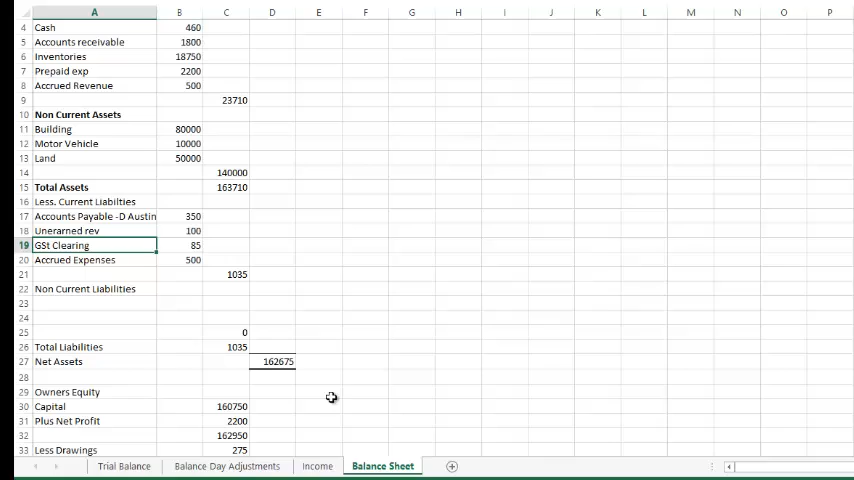 A B C D E F G H I J K L M N O P
4 Cash 460
5 Accounts receivable 1800
6 Inventories 18750
7 Prepaid exp 2200
8 Accrued Revenue 500
9 23710
10 Non Current Assets
11 Building 80000
12 Motor Vehicle 10000
13 Land 50000
14 140000
15 Total Assets 163710
16 Less. Current Liabilties
17 Accounts Payable -D Austin 350
18 Unerarned rev 100
19 GSt Clearing 85
20 Accrued Expenses 500
21 1035
22 Non Current Liabilities
23
24
25 0
26 Total Liabilities 1035
27 Net Assets 162675
28
29 Owners Equity
30 Capital 160750
31 Plus Net Profit 2200
32 162950
33 Less Drawings 275
Trial Balance Balance Day Adjustments Income Balance Sheet